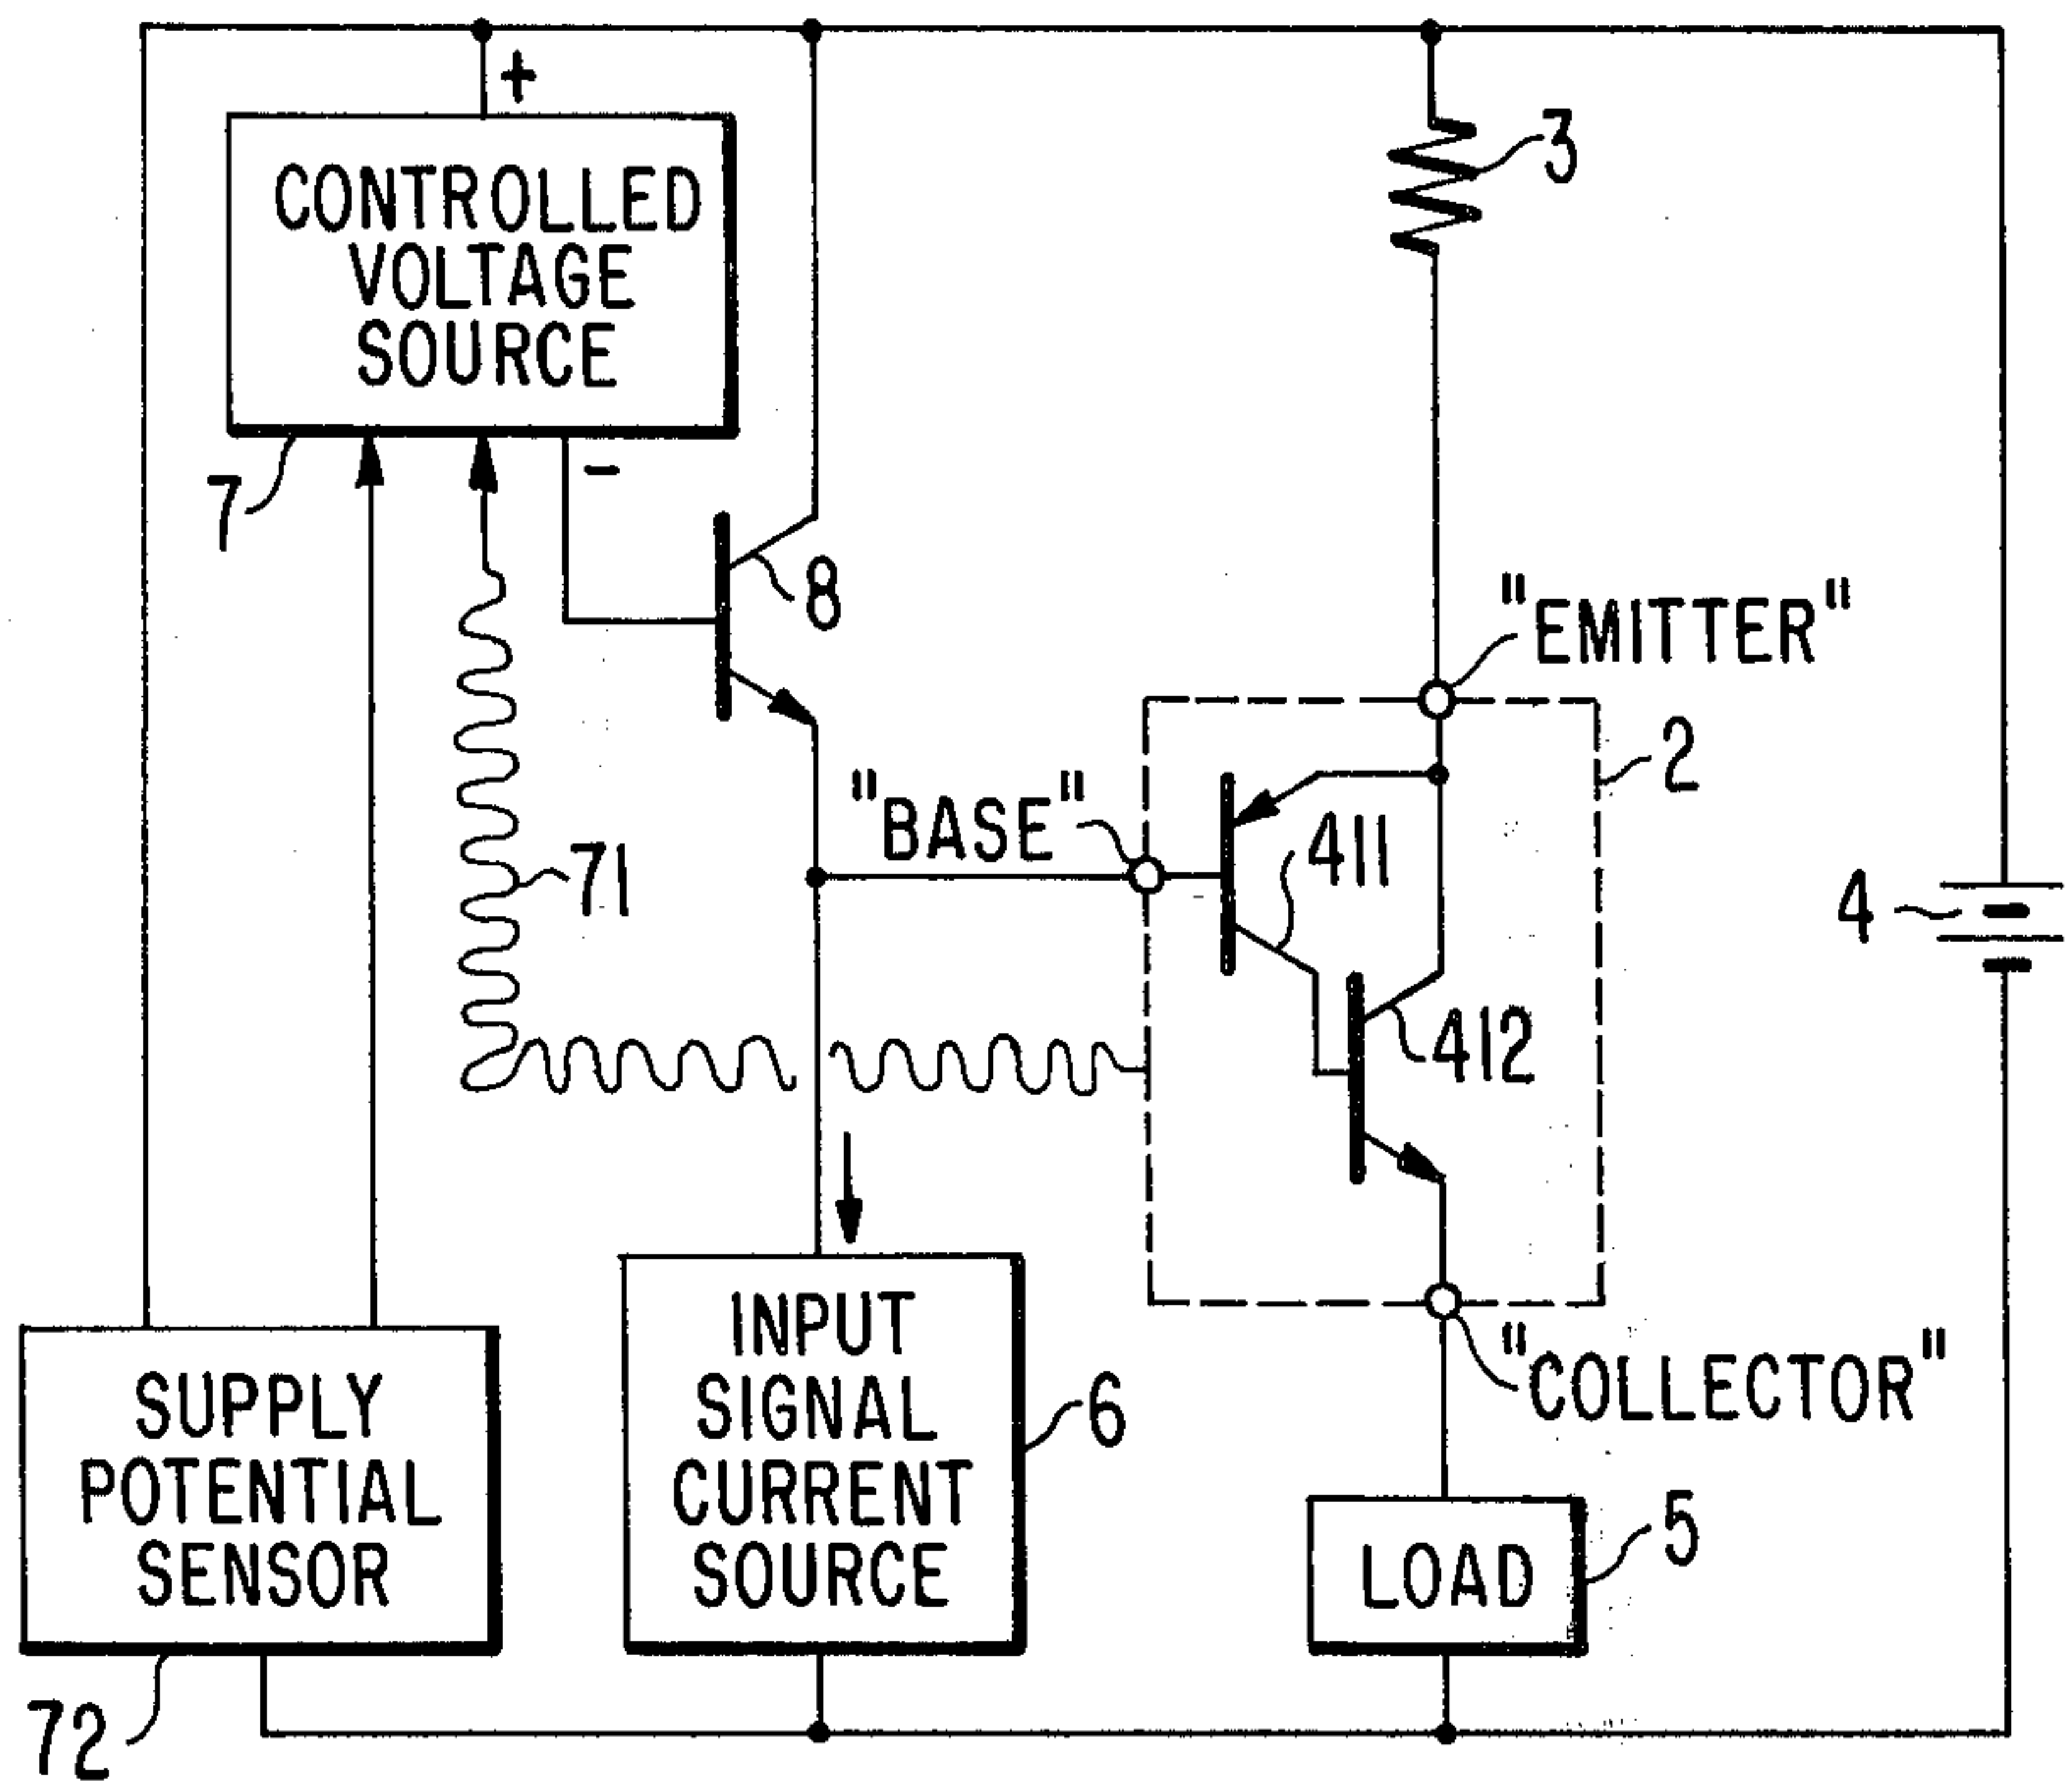 +
CONTROLLED
VOLTAGE
SOURCE
3
7
-
8
"EMITTER"
2
"BASE"
411
71
4
412
INPUT
SIGNAL
CURRENT
SOURCE
6
"COLLECTOR"
SUPPLY
POTENTIAL
SENSOR
LOAD
5
72